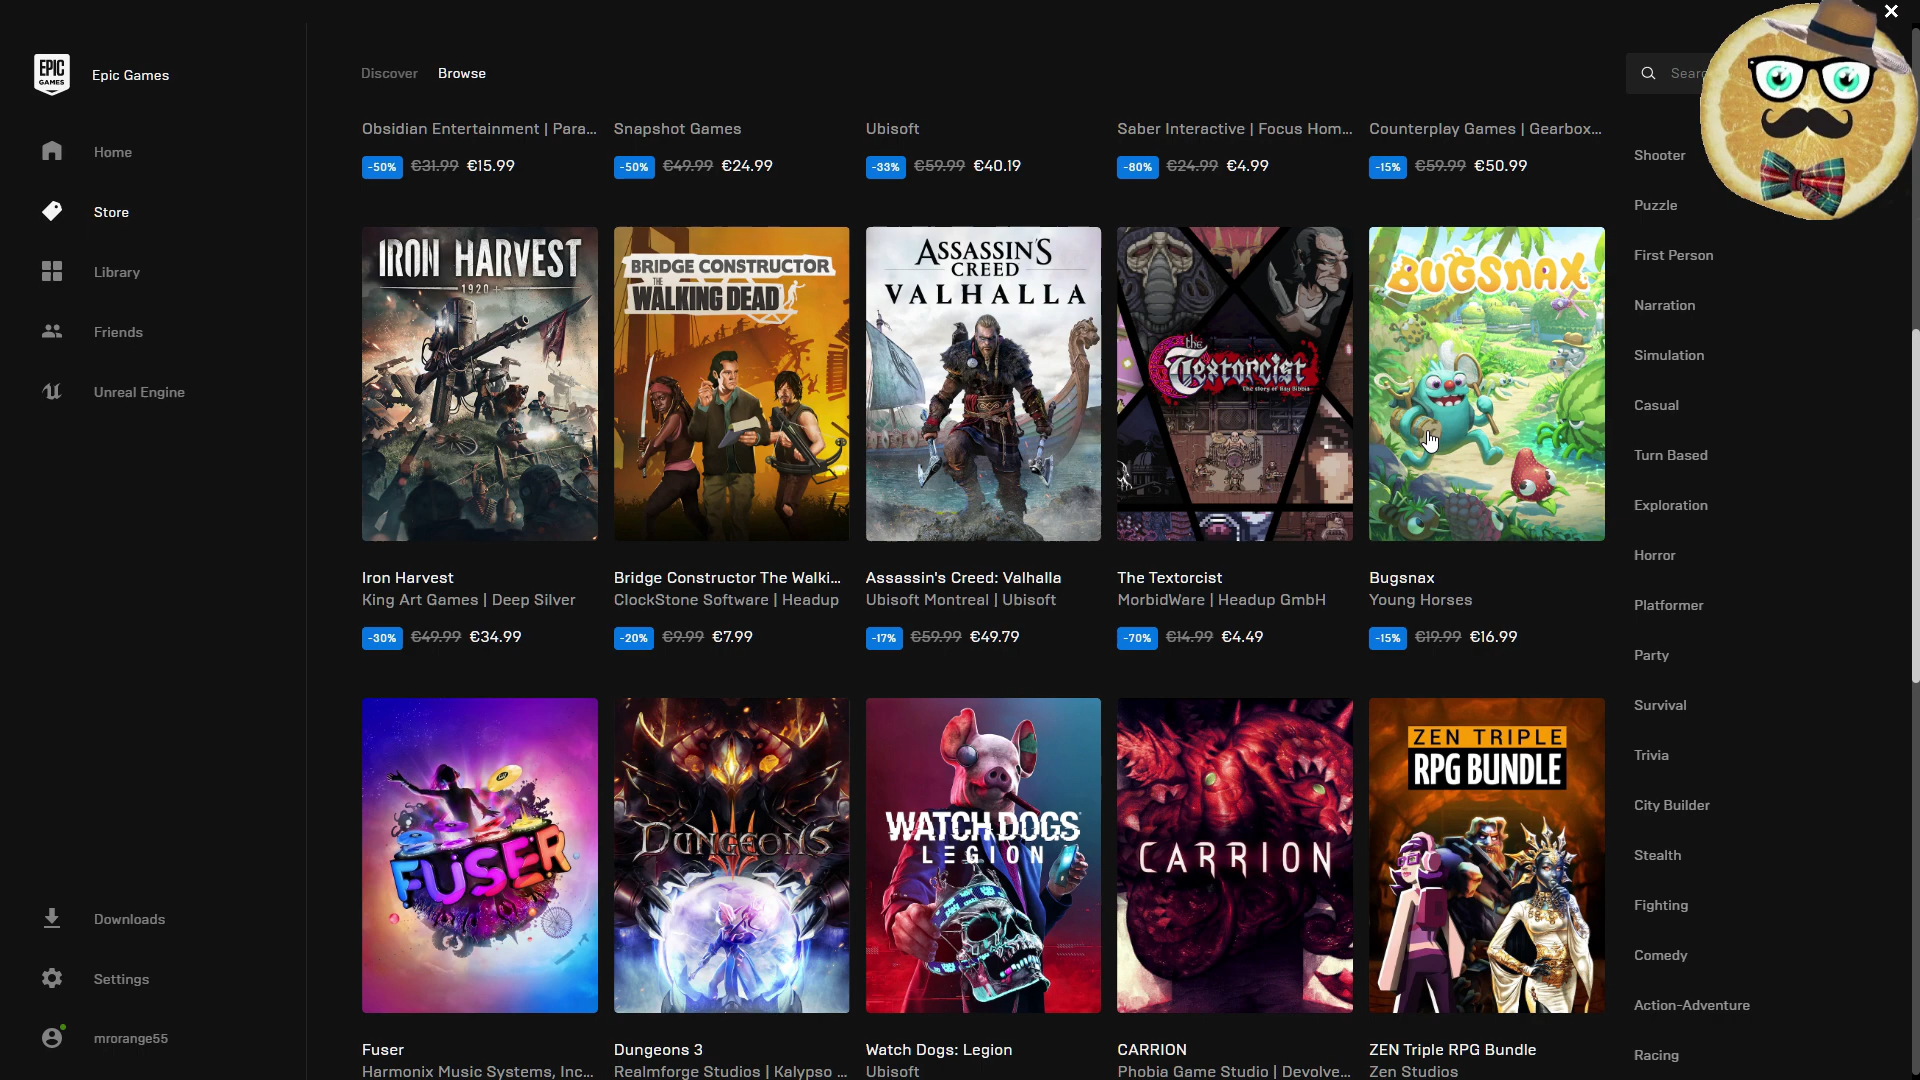 EPIC
GAMES
Epic Games
Home
Store
Library
Friends
Unreal Engine
Downloads
Settings
mrorange55
Discover
Browse
Obsidian Entertainment | Para...
-50% €31.99 €15.99
Snapshot Games
-50% €49.99 €24.99
Ubisoft
-33% €59.99 €40.19
Saber Interactive | Focus Hom...
-80% €24.99 €4.99
Counterplay Games | Gearbox...
-15% €59.99 €50.99
IRON HARVEST
1920+
Iron Harvest
King Art Games | Deep Silver
-30% €49.99 €34.99
BRIDGE CONSTRUCTOR
THE
WALKING DEAD
Bridge Constructor The Walki...
ClockStone Software | Headup
-20% €9.99 €7.99
ASSASSIN'S
CREED
VALHALLA
Assassin's Creed: Valhalla
Ubisoft Montreal | Ubisoft
-17% €59.99 €49.79
the
Textorcist
The story of Ray Bibbia
The Textorcist
MorbidWare | Headup GmbH
-70% €14.99 €4.49
BUGSNAX
Bugsnax
Young Horses
-15% €19.99 €16.99
FUSER
Fuser
Harmonix Music Systems, Inc...
DUNGEONS
Dungeons 3
Realmforge Studios | Kalypso ...
WATCH DOGS
LEGION
Watch Dogs: Legion
Ubisoft
CARRION
CARRION
Phobia Game Studio | Devolve...
ZEN TRIPLE
RPG BUNDLE
ZEN Triple RPG Bundle
Zen Studios
Shooter
Puzzle
First Person
Narration
Simulation
Casual
Turn Based
Exploration
Horror
Platformer
Party
Survival
Trivia
City Builder
Stealth
Fighting
Comedy
Action-Adventure
Racing